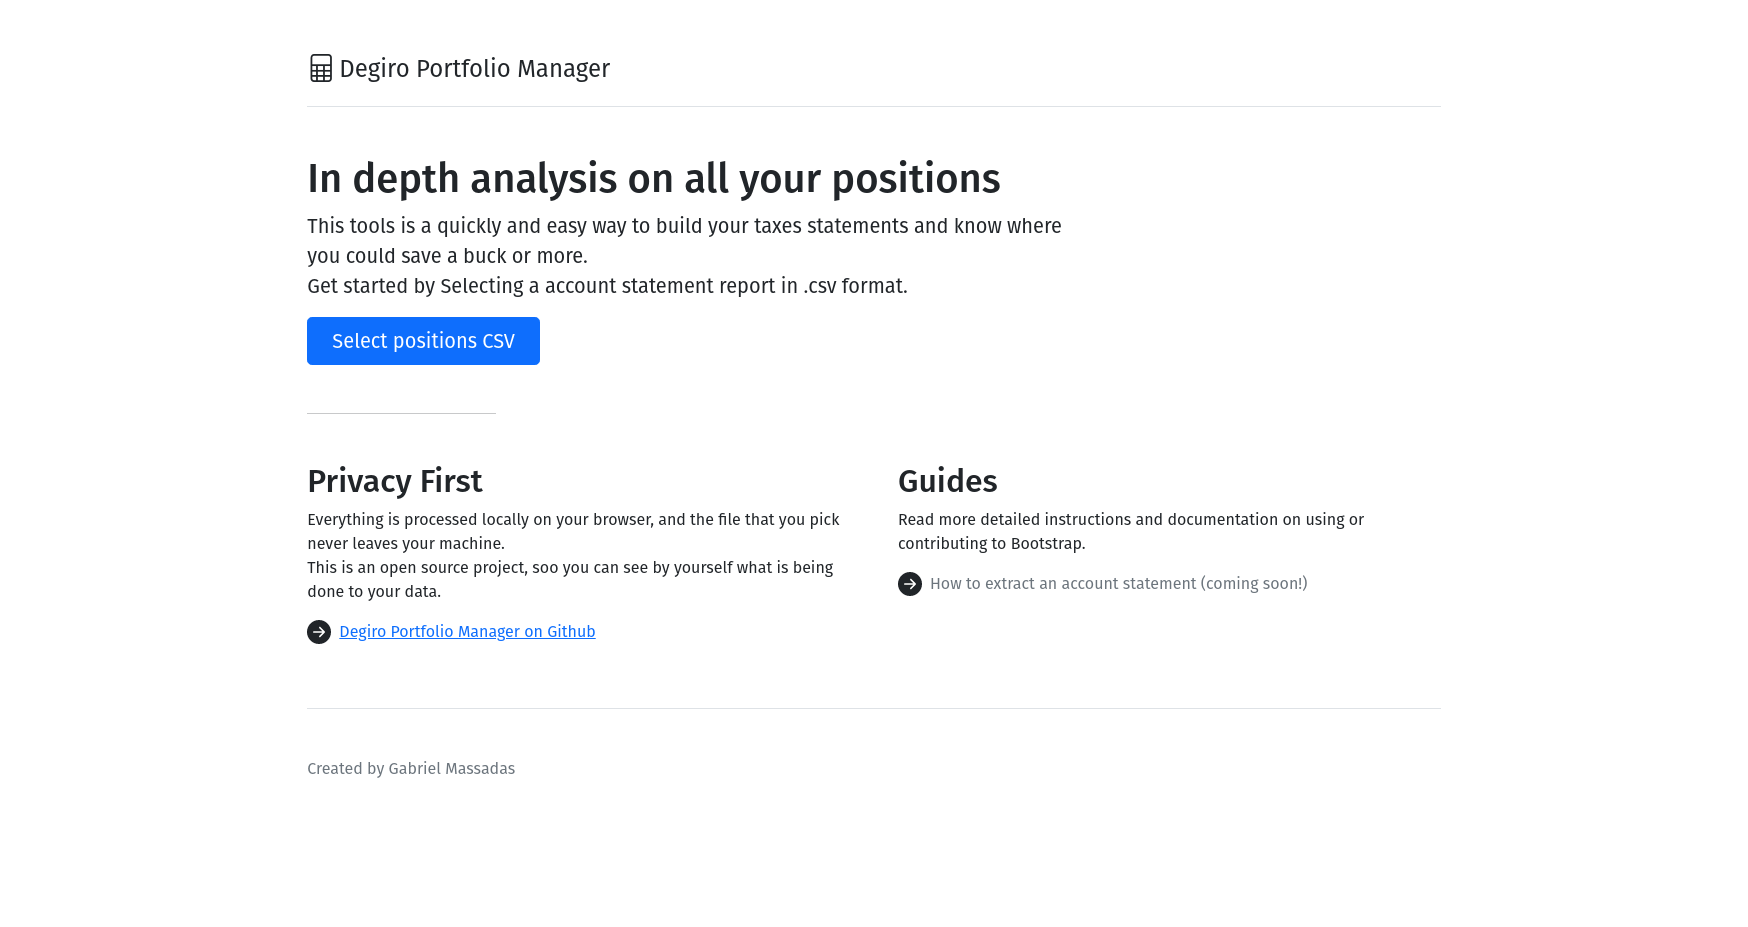 Degiro Portfolio Manager
In depth analysis on all your positions
This tools is a quickly and easy way to build your taxes statements and know where
you could save a buck or more.
Get started by Selecting a account statement report in .csv format.
Select positions CSV
Privacy First
Everything is processed locally on your browser, and the file that you pick
never leaves your machine.
This is an open source project, soo you can see by yourself what is being
done to your data.
Degiro Portfolio Manager on Github
Guides
Read more detailed instructions and documentation on using or
contributing to Bootstrap.
How to extract an account statement (coming soon!)
Created by Gabriel Massadas